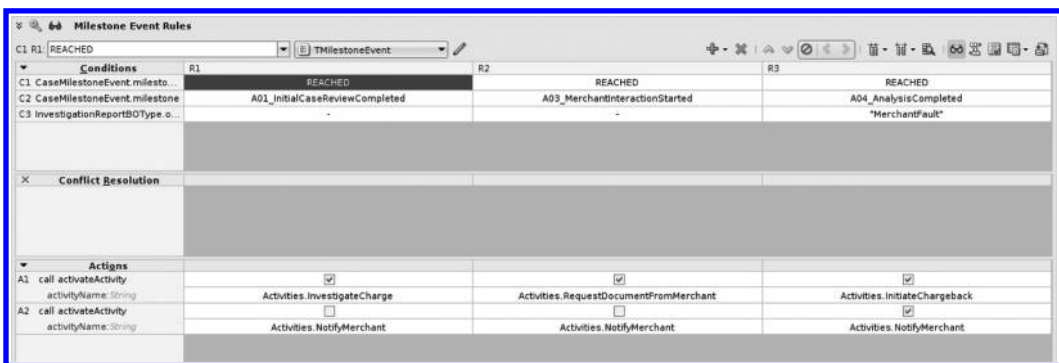 Milestone Event Rules
C1 R1: REACHED TMilestoneEvent
Conditions R1 R2 R3
C1 CaseMilestoneEvent.milesto... REACHED REACHED REACHED
C2 CaseMilestoneEvent.milestone A01_InitialCaseReviewCompleted A03_MerchantInteractionStarted A04_AnalysisCompleted
C3 InvestigationReportBOType.o... - - "MerchantFault"
Conflict Resolution
Actions
A1 call activateActivity
activityName:String Activities.InvestigateCharge Activities.RequestDocumentFromMerchant Activities.InitiateChargeback
A2 call activateActivity
activityName:String Activities.NotifyMerchant Activities.NotifyMerchant Activities.NotifyMerchant